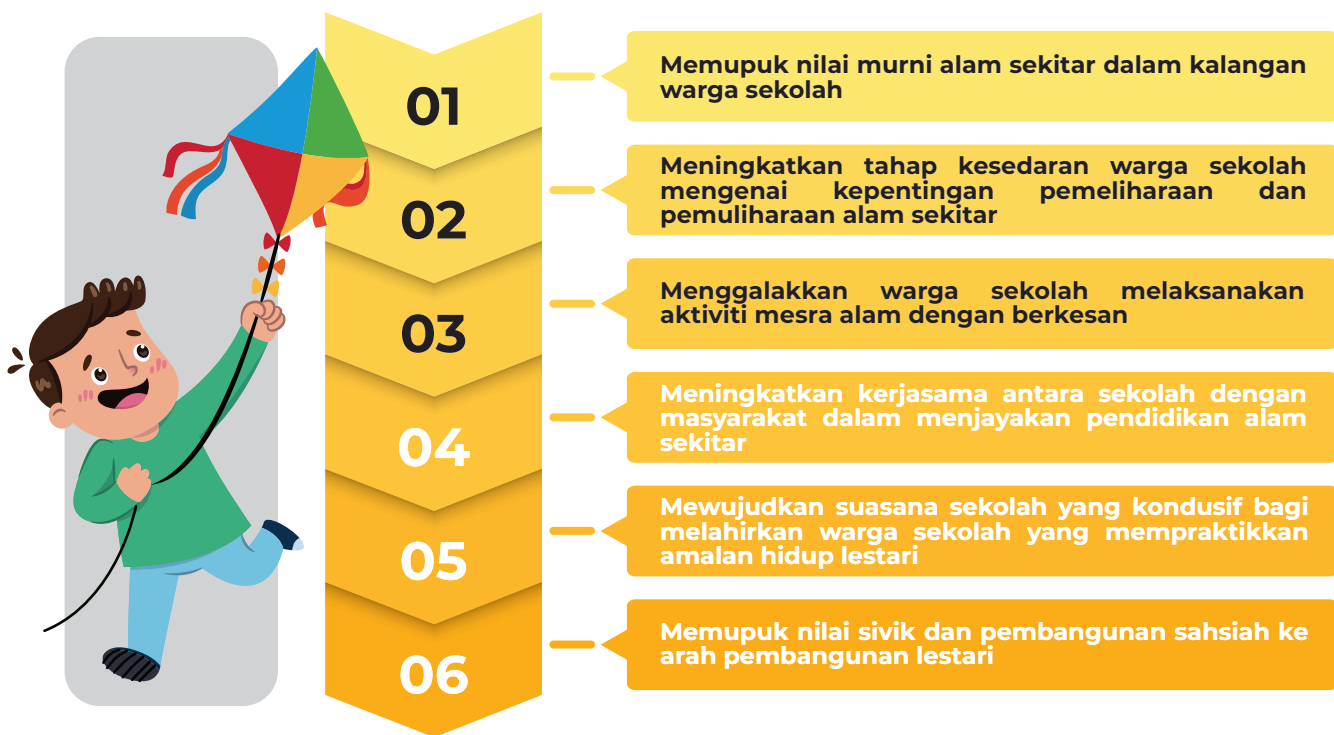 01
Memupuk nilai murni alam sekitar dalam kalangan
warga sekolah
02
Meningkatkan tahap kesedaran warga sekolah
mengenai kepentingan pemeliharaan dan
pemuliharaan alam sekitar
03
Menggalakkan warga sekolah melaksanakan
aktiviti mesra alam dengan berkesan
04
Meningkatkan kerjasama antara sekolah dengan
masyarakat dalam menjayakan pendidikan alam
sekitar
05
Mewujudkan suasana sekolah yang kondusif bagi
melahirkan warga sekolah yang mempraktikkan
amalan hidup lestari
06
Memupuk nilai sivik dan pembangunan sahsiah ke
arah pembangunan lestari